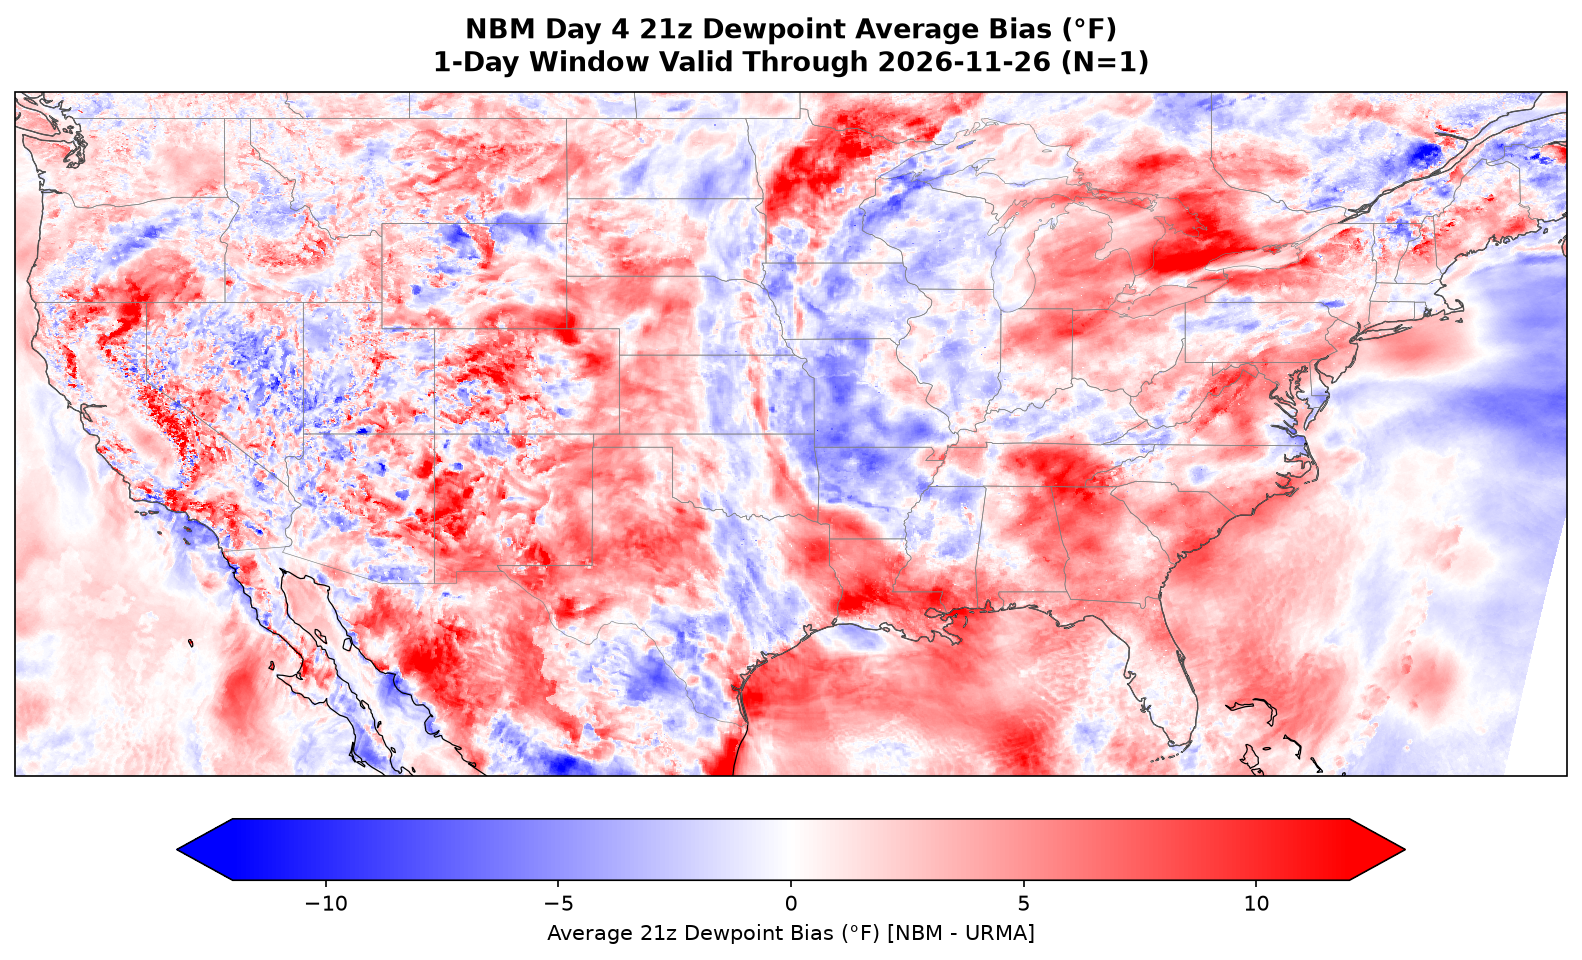 NBM Day 4 21z Dewpoint Average Bias (°F)
1-Day Window Valid Through 2026-11-26 (N=1)
−10
−5
0
5
10
Average 21z Dewpoint Bias (°F) [NBM - URMA]